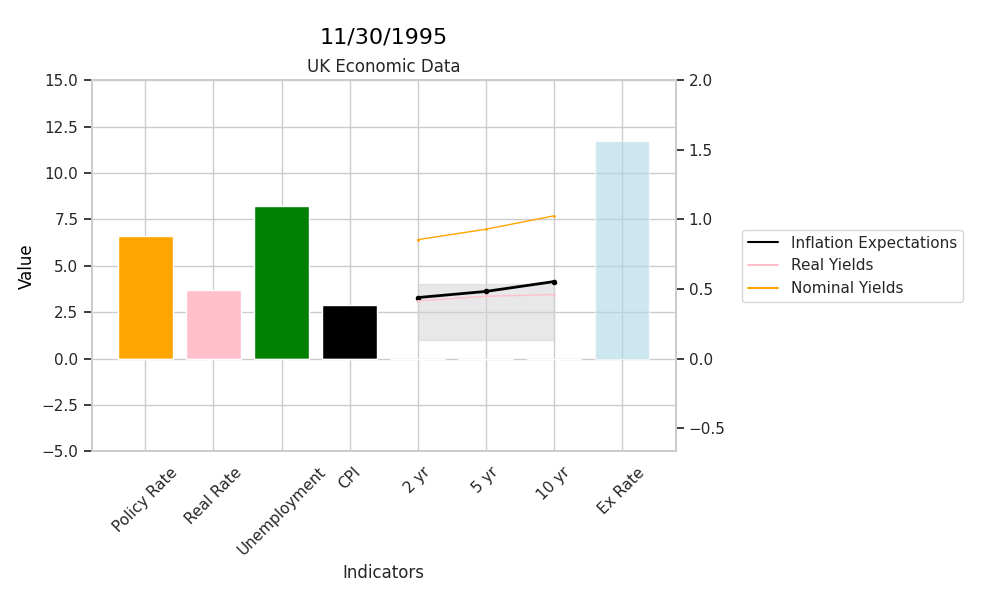 11/30/1995
UK Economic Data
15.0
12.5
10.0
7.5
5.0
2.5
0.0
−2.5
−5.0
Value
2.0
1.5
1.0
0.5
0.0
−0.5
Inflation Expectations
Real Yields
Nominal Yields
Policy Rate
Real Rate
Unemployment
CPI
2 yr
5 yr
10 yr
Ex Rate
Indicators